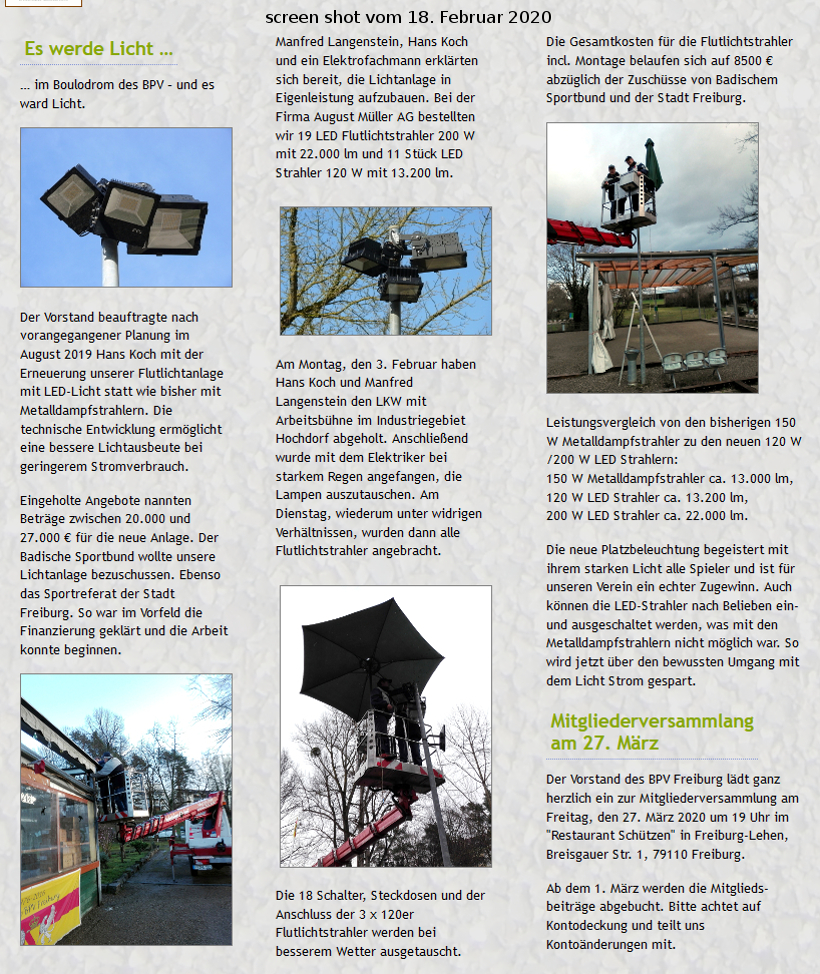 screen shot vom 18. Februar 2020
Es werde Licht ...
... im Boulodrom des BPV – und es
ward Licht.
Der Vorstand beauftragte nach
vorangegangener Planung im
August 2019 Hans Koch mit der
Erneuerung unserer Flutlichtanlage
mit LED-Licht statt wie bisher mit
Metalldampfstrahlern. Die
technische Entwicklung ermöglicht
eine bessere Lichtausbeute bei
geringerem Stromverbrauch.
Eingeholte Angebote nannten
Beträge zwischen 20.000 und
27.000 € für die neue Anlage. Der
Badische Sportbund wollte unsere
Lichtanlage bezuschussen. Ebenso
das Sportreferat der Stadt
Freiburg. So war im Vorfeld die
Finanzierung geklärt und die Arbeit
konnte beginnen.
BPV Freiburg
Manfred Langenstein, Hans Koch
und ein Elektrofachmann erklärten
sich bereit, die Lichtanlage in
Eigenleistung aufzubauen. Bei der
Firma August Müller AG bestellten
wir 19 LED Flutlichtstrahler 200 W
mit 22.000 lm und 11 Stück LED
Strahler 120 W mit 13.200 lm.
Am Montag, den 3. Februar haben
Hans Koch und Manfred
Langenstein den LKW mit
Arbeitsbühne im Industriegebiet
Hochdorf abgeholt. Anschließend
wurde mit dem Elektriker bei
starkem Regen angefangen, die
Lampen auszutauschen. Am
Dienstag, wiederum unter widrigen
Verhältnissen, wurden dann alle
Flutlichtstrahler angebracht.
Die 18 Schalter, Steckdosen und der
Anschluss der 3 x 120er
Flutlichtstrahler werden bei
besserem Wetter ausgetauscht.
Die Gesamtkosten für die Flutlichtstrahler
incl. Montage belaufen sich auf 8500 €
abzüglich der Zuschüsse von Badischem
Sportbund und der Stadt Freiburg.
Leistungsvergleich von den bisherigen 150
W Metalldampfstrahler zu den neuen 120 W
/200 W LED Strahlern:
150 W Metalldampfstrahler ca. 13.000 lm,
120 W LED Strahler ca. 13.200 lm,
200 W LED Strahler ca. 22.000 lm.
Die neue Platzbeleuchtung begeistert mit
ihrem starken Licht alle Spieler und ist für
unseren Verein ein echter Zugewinn. Auch
können die LED-Strahler nach Belieben ein-
und ausgeschaltet werden, was mit den
Metalldampfstrahlern nicht möglich war. So
wird jetzt über den bewussten Umgang mit
dem Licht Strom gespart.
Mitgliederversammlang
am 27. März
Der Vorstand des BPV Freiburg lädt ganz
herzlich ein zur Mitgliederversammlung am
Freitag, den 27. März 2020 um 19 Uhr im
"Restaurant Schützen" in Freiburg-Lehen,
Breisgauer Str. 1, 79110 Freiburg.
Ab dem 1. März werden die Mitglieds-
beiträge abgebucht. Bitte achtet auf
Kontodeckung und teilt uns
Kontoänderungen mit.